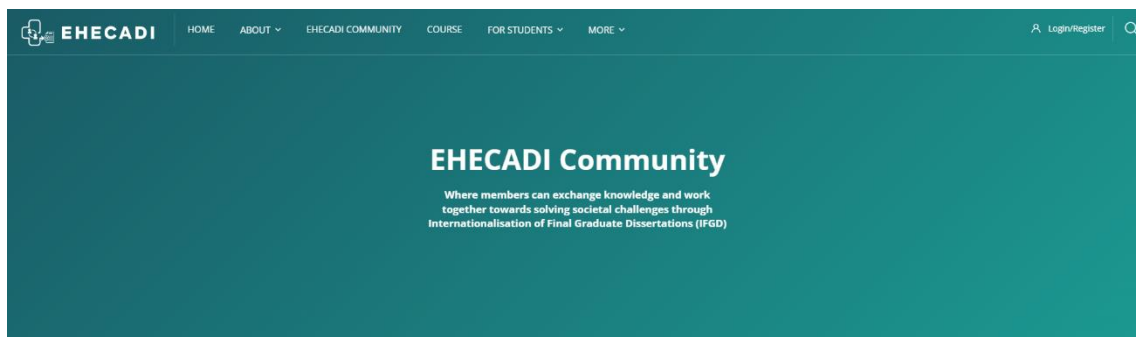 EHECADI
HOME
ABOUT
EHECADI COMMUNITY
COURSE
FOR STUDENTS
MORE
Login/Register
EHECADI Community
Where members can exchange knowledge and work
together towards solving societal challenges through
Internationalisation of Final Graduate Dissertations (IFGD)